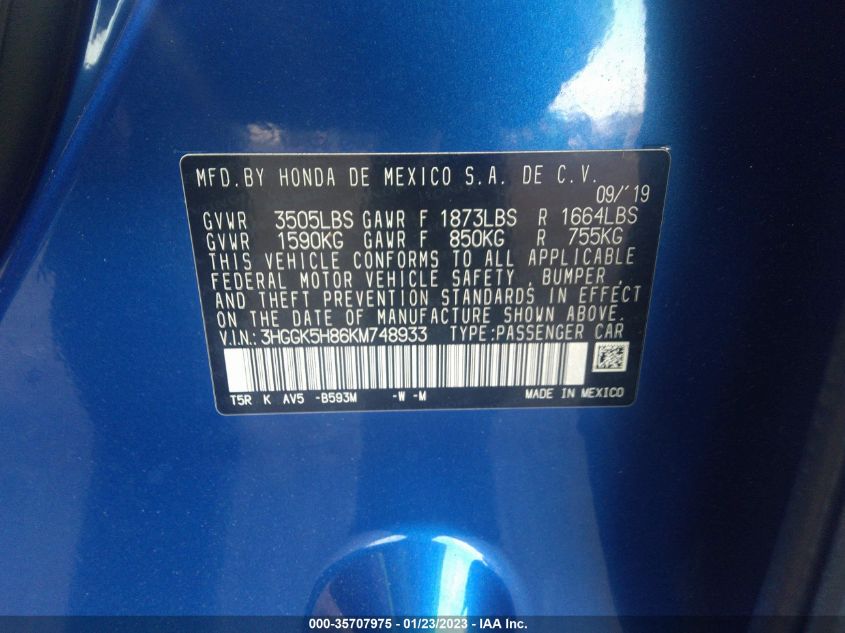 MFD.BY HONDA DE MEXICO S.A. DE C.V.
09/'19
GVWR 3505LBS GAWR F 1873LBS R 1664LBS
GVWR 1590KG GAWR F 850KG R 755KG
THIS VEHICLE CONFORMS TO ALL APPLICABLE
FEDERAL MOTOR VEHICLE SAFETY, BUMPER,
AND THEFT PREVENTION STANDARDS IN EFFECT
ON THE DATE OF MANUFACTURE SHOWN ABOVE.
V.I.N.:3HGGK5H86KM748933 TYPE:PASSENGER CAR
T5R K AV5 -B593M -W -M MADE IN MEXICO
000-35707975 - 01/23/2023 - IAA Inc.